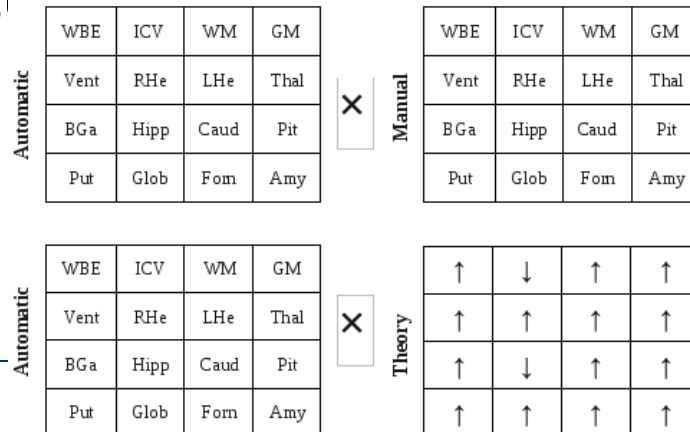 WBE ICV WM GM
Vent RHe LHe Thal
BGa Hipp Caud Pit
Put Glob Forn Amy
Automatic
×
WBE ICV WM GM
Vent RHe LHe Thal
BGa Hipp Caud Pit
Put Glob Forn Amy
Manual
WBE ICV WM GM
Vent RHe LHe Thal
BGa Hipp Caud Pit
Put Glob Forn Amy
Automatic
×
↑ ↓ ↑ ↑
↑ ↑ ↑ ↑
↑ ↓ ↑ ↑
↑ ↑ ↑ ↑
Theory